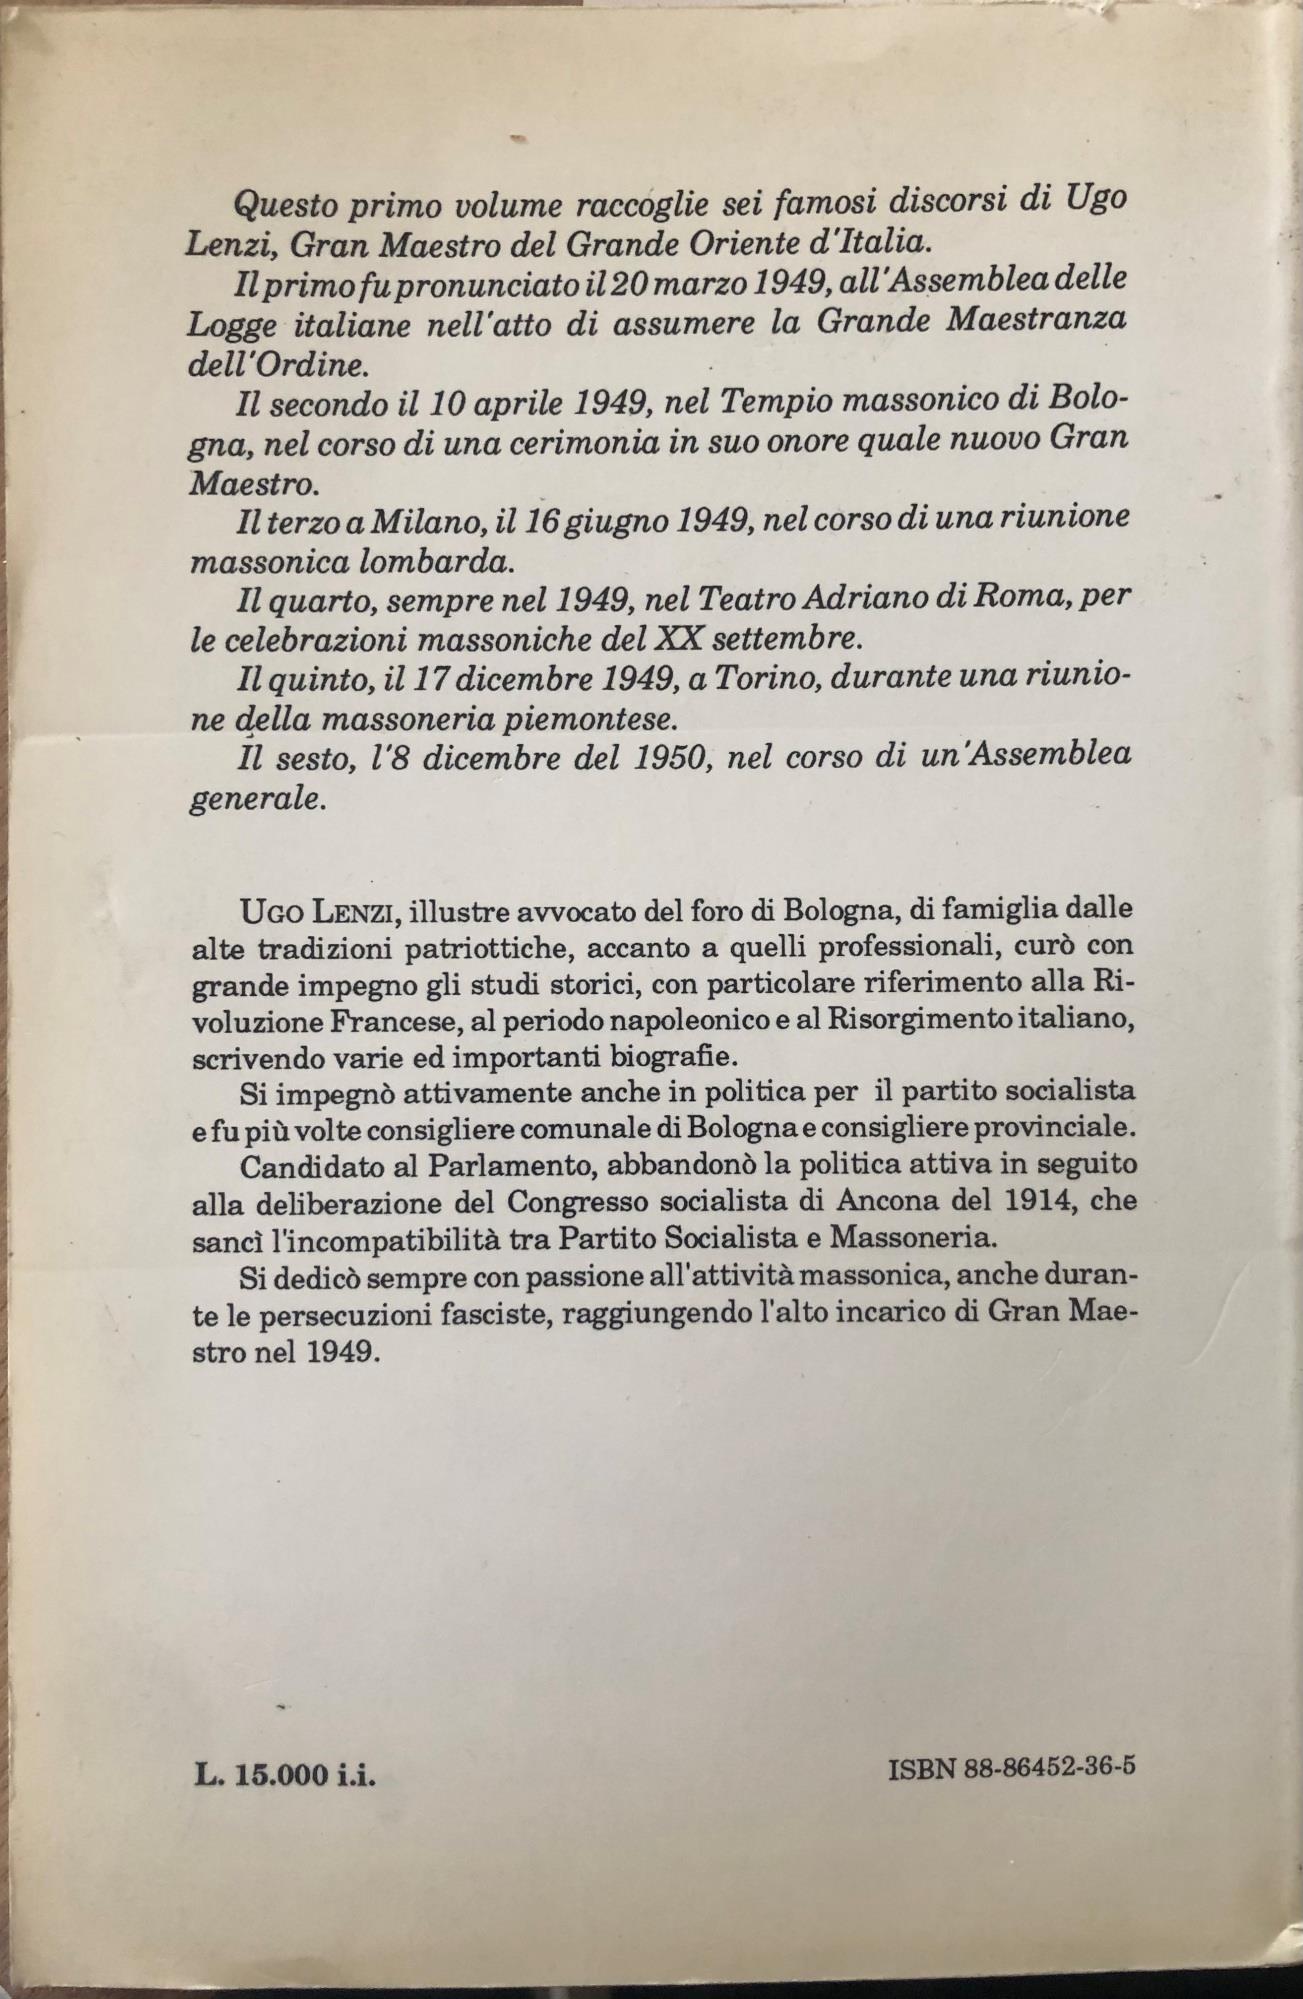 Questo primo volume raccoglie sei famosi discorsi di Ugo
Lenzi, Gran Maestro del Grande Oriente d'Italia.
Il primo fu pronunciato il 20 marzo 1949, all'Assemblea delle
Logge italiane nell'atto di assumere la Grande Maestranza
dell'Ordine.
Il secondo il 10 aprile 1949, nel Tempio massonico di Bolo-
gna, nel corso di una cerimonia in suo onore quale nuovo Gran
Maestro.
Il terzo a Milano, il 16 giugno 1949, nel corso di una riunione
massonica lombarda.
Il quarto, sempre nel 1949, nel Teatro Adriano di Roma, per
le celebrazioni massoniche del XX settembre.
Il quinto, il 17 dicembre 1949, a Torino, durante una riunio-
ne della massoneria piemontese.
Il sesto, l'8 dicembre del 1950, nel corso di un'Assemblea
generale.
UGO LENZI, illustre avvocato del foro di Bologna, di famiglia dalle
alte tradizioni patriottiche, accanto a quelli professionali, curò con
grande impegno gli studi storici, con particolare riferimento alla Ri-
voluzione Francese, al periodo napoleonico e al Risorgimento italiano,
scrivendo varie ed importanti biografie.
Si impegnò attivamente anche in politica per il partito socialista
e fu più volte consigliere comunale di Bologna e consigliere provinciale.
Candidato al Parlamento, abbandonò la politica attiva in seguito
alla deliberazione del Congresso socialista di Ancona del 1914, che
sancì l'incompatibilità tra Partito Socialista e Massoneria.
Si dedicò sempre con passione all'attività massonica, anche duran-
te le persecuzioni fasciste, raggiungendo l'alto incarico di Gran Mae-
stro nel 1949.
L. 15.000 i.i.
ISBN 88-86452-36-5